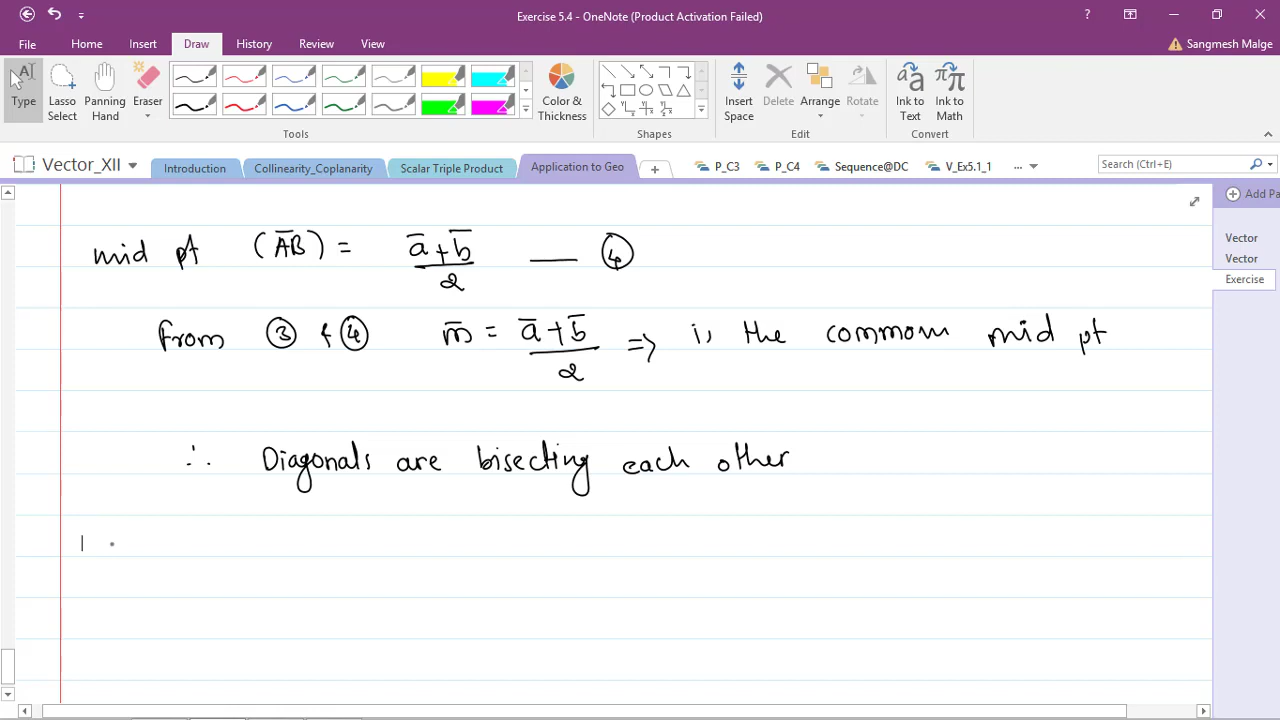 Exercise 5.4 - OneNote (Product Activation Failed)
File Home Insert Draw History Review View Sangmesh Malge
Type Lasso Select Panning Hand Eraser Color & Thickness Insert Space Delete Arrange Rotate Ink to Text Ink to Math
Tools Shapes Edit Convert
Vector_XII Introduction Collinearity_Coplanarity Scalar Triple Product Application to Geo P_C3 P_C4 Sequence@DC V_Ex5.1_1 ... Search (Ctrl+E)
Add Pa
Vector
Vector
Exercise
mid pt (A̅B̅) = (a̅+b̅)/2 —— ④
from ③ & ④ m̅ = (a̅+b̅)/2 => is the common mid pt
∴ Diagonals are bisecting each other